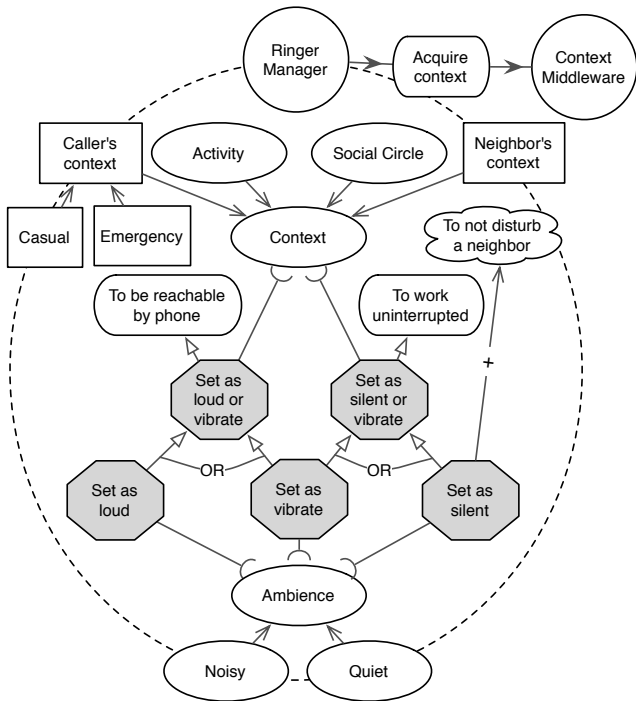 Ringer
Manager
Acquire
context
Context
Middleware
Caller's
context
Activity
Social Circle
Neighbor's
context
Casual
Emergency
Context
To not disturb
a neighbor
To be reachable
by phone
To work
uninterrupted
+
Set as
loud or
vibrate
Set as
silent or
vibrate
OR
OR
Set as
loud
Set as
vibrate
Set as
silent
Ambience
Noisy
Quiet